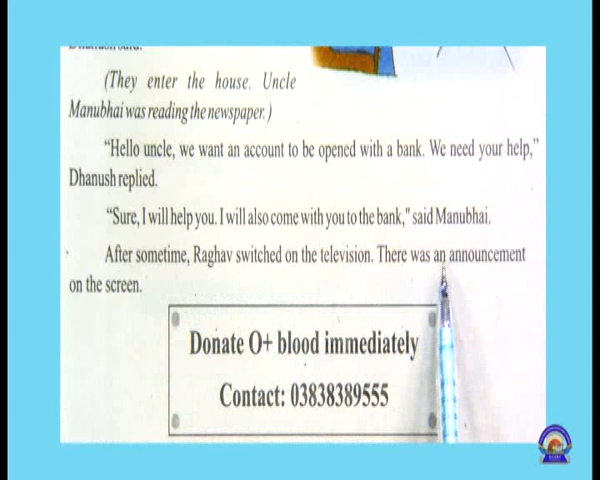 (They enter the house. Uncle
Manubhai was reading the newspaper.)
"Hello uncle, we want an account to be opened with a bank. We need your help,"
Dhanush replied.
"Sure, I will help you. I will also come with you to the bank," said Manubhai.
After sometime, Raghav switched on the television. There was an announcement
on the screen.
Donate O+ blood immediately
Contact: 03838389555